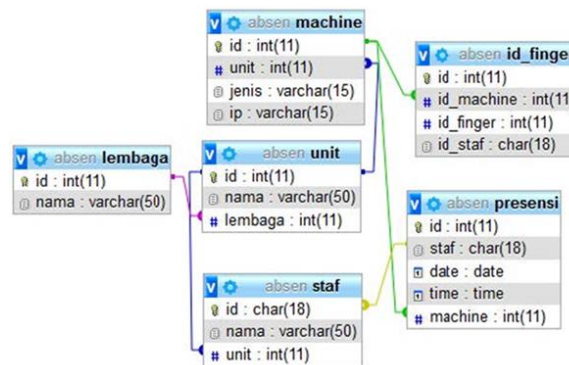 absen machine
id : int(11)
# unit : int(11)
jenis : varchar(15)
ip : varchar(15)
absen id_finge
id : int(11)
# id_machine : int(11
# id_finger : int(11)
id_staf : char(18)
absen lembaga
id : int(11)
nama : varchar(50)
absen unit
id : int(11)
nama : varchar(50)
# lembaga : int(11)
absen presensi
id : int(11)
staf : char(18)
date : date
time : time
# machine : int(11)
absen staf
id : char(18)
nama : varchar(50)
# unit : int(11)